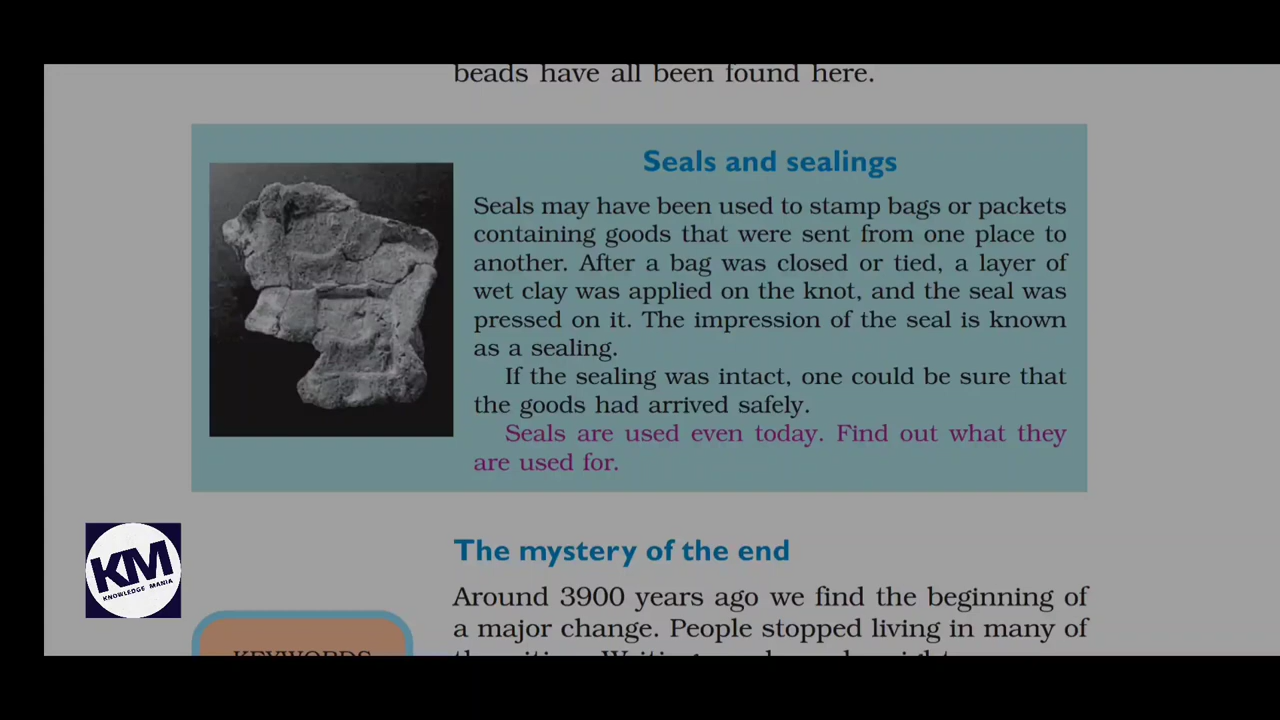 beads have all been found here.
Seals and sealings
Seals may have been used to stamp bags or packets
containing goods that were sent from one place to
another. After a bag was closed or tied, a layer of
wet clay was applied on the knot, and the seal was
pressed on it. The impression of the seal is known
as a sealing.
If the sealing was intact, one could be sure that
the goods had arrived safely.
Seals are used even today. Find out what they
are used for.
KM
KNOWLEDGE MANIA
The mystery of the end
Around 3900 years ago we find the beginning of
a major change. People stopped living in many of
KEYWORDS